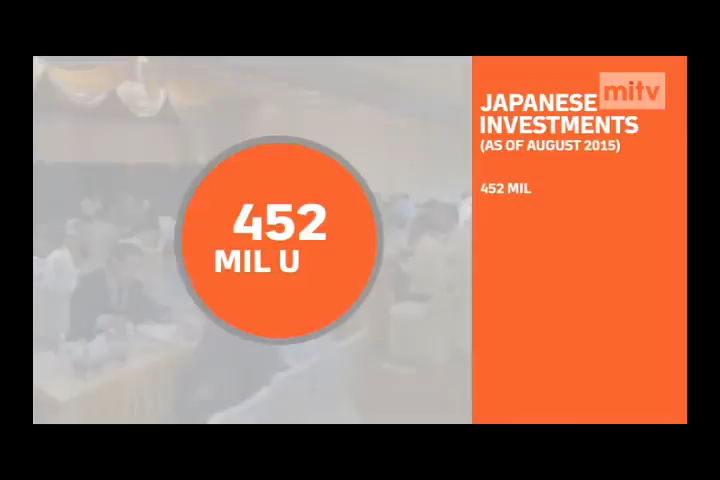 452
MIL U
mitv
JAPANESE
INVESTMENTS
(AS OF AUGUST 2015)
452 MIL